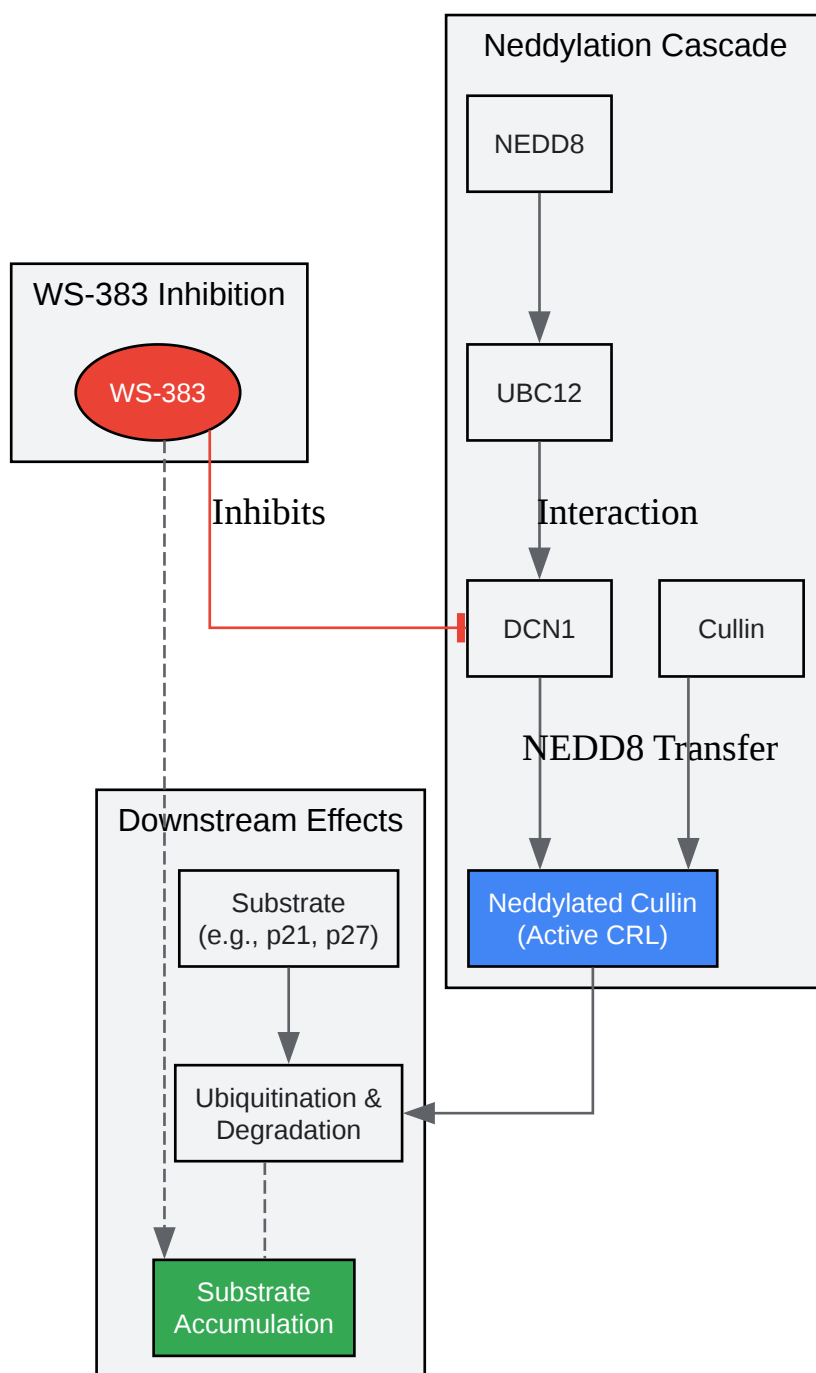 Neddylation Cascade
NEDD8
WS-383 Inhibition
WS-383
UBC12
Inhibits
Interaction
DCN1
Cullin
NEDD8 Transfer
Downstream Effects
Substrate
(e.g., p21, p27)
Neddylated Cullin
(Active CRL)
Ubiquitination &
Degradation
Substrate
Accumulation